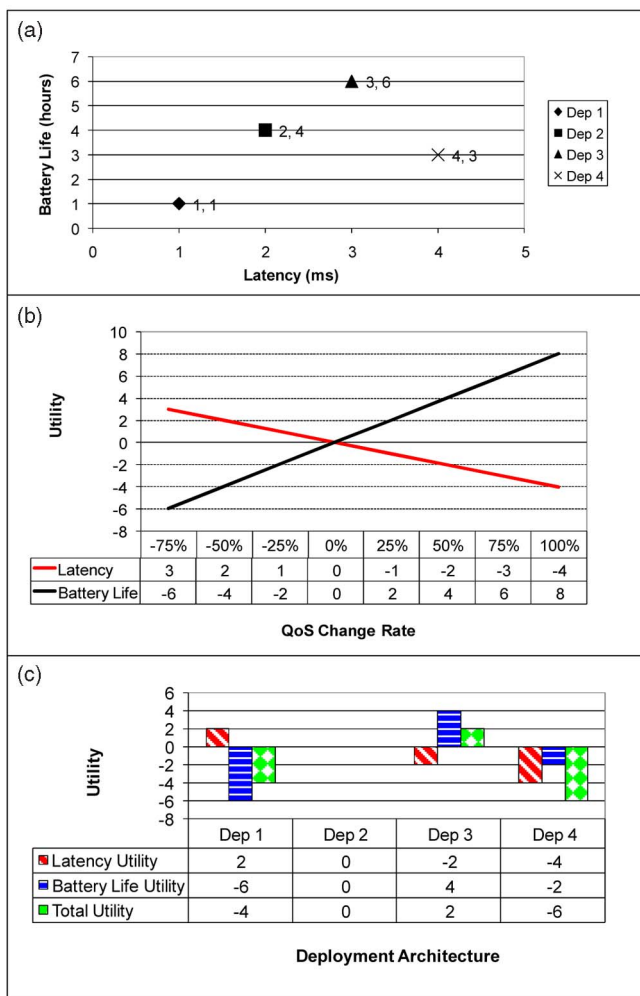 (a)
Battery Life (hours)
7
6
5
4
3
2
1
0
3, 6
2, 4
4, 3
1, 1
0 1 2 3 4 5
Latency (ms)
Dep 1
Dep 2
Dep 3
Dep 4
(b)
Utility
10
8
6
4
2
0
-2
-4
-6
-8
-75% -50% -25% 0% 25% 50% 75% 100%
Latency 3 2 1 0 -1 -2 -3 -4
Battery Life -6 -4 -2 0 2 4 6 8
QoS Change Rate
(c)
Utility
6
4
2
0
-2
-4
-6
-8
Dep 1 Dep 2 Dep 3 Dep 4
Latency Utility 2 0 -2 -4
Battery Life Utility -6 0 4 -2
Total Utility -4 0 2 -6
Deployment Architecture